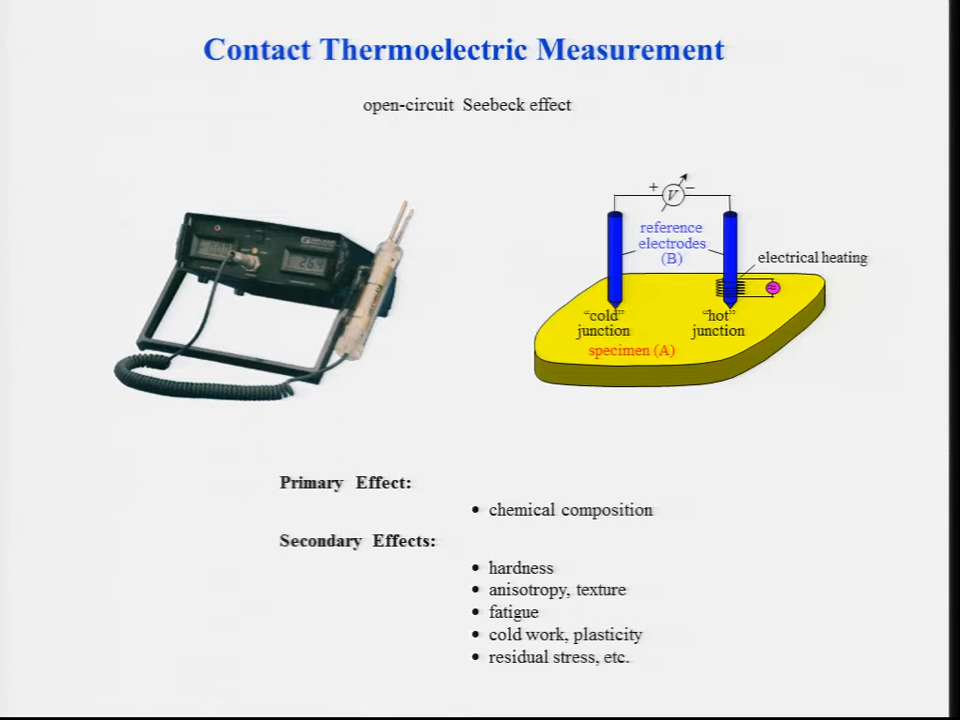 Contact Thermoelectric Measurement
open-circuit Seebeck effect
+ V −
reference
electrodes
(B)
electrical heating
"cold"
junction
"hot"
junction
specimen (A)
Primary Effect:
• chemical composition
Secondary Effects:
• hardness
• anisotropy, texture
• fatigue
• cold work, plasticity
• residual stress, etc.